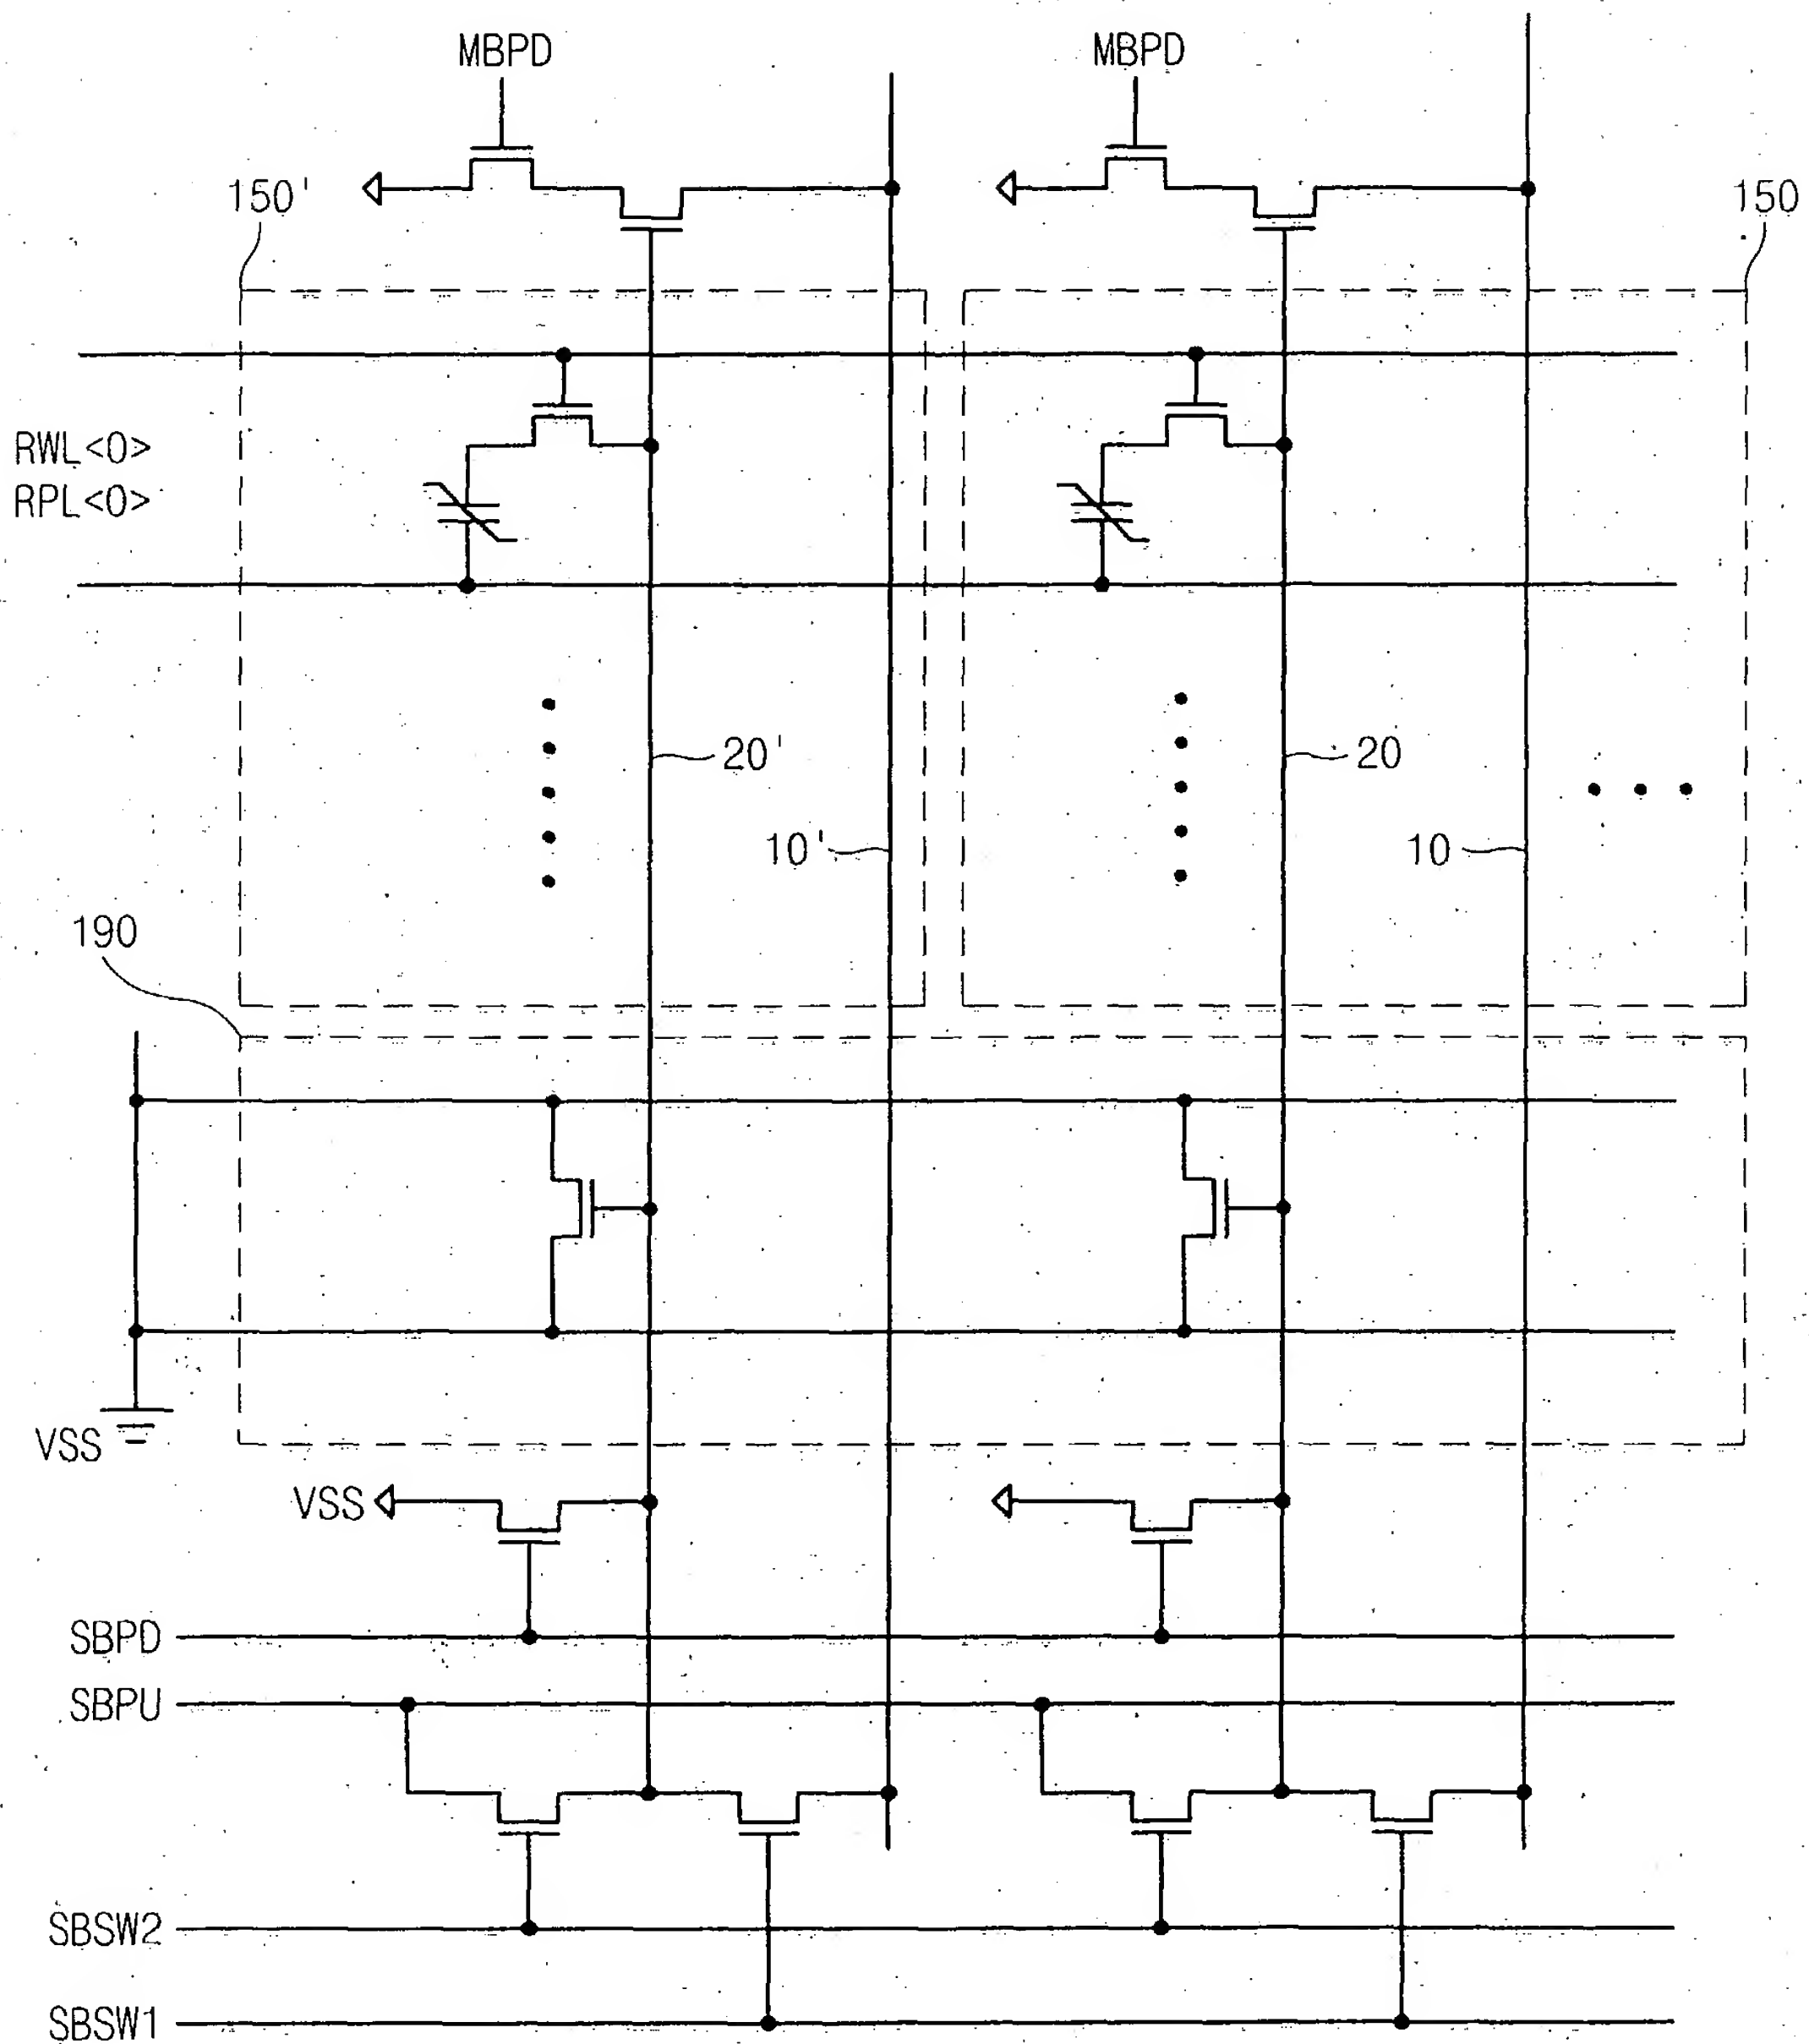 MBPD MBPD
150' 150
RWL<0>
RPL<0>
20' 20
10' 10
190
VSS
VSS
SBPD
SBPU
SBSW2
SBSW1